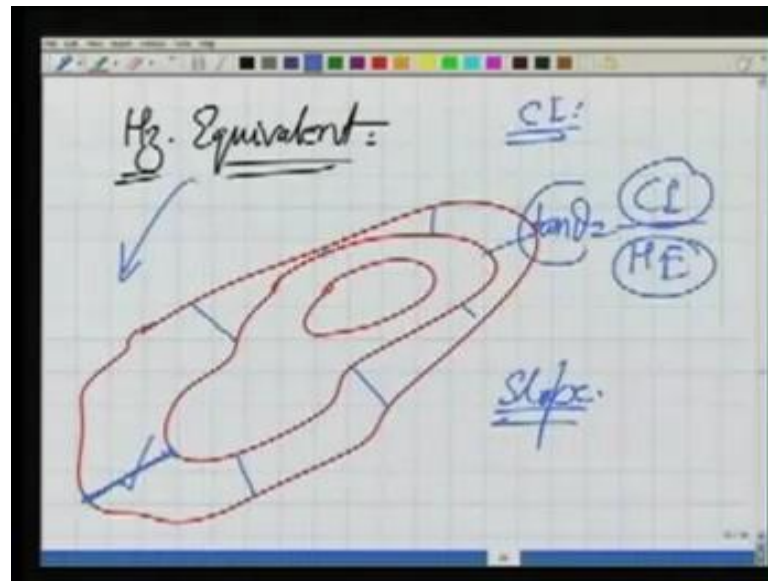 Hz. Equivalent:
CI:
tanθ = CI
HE
Slope.